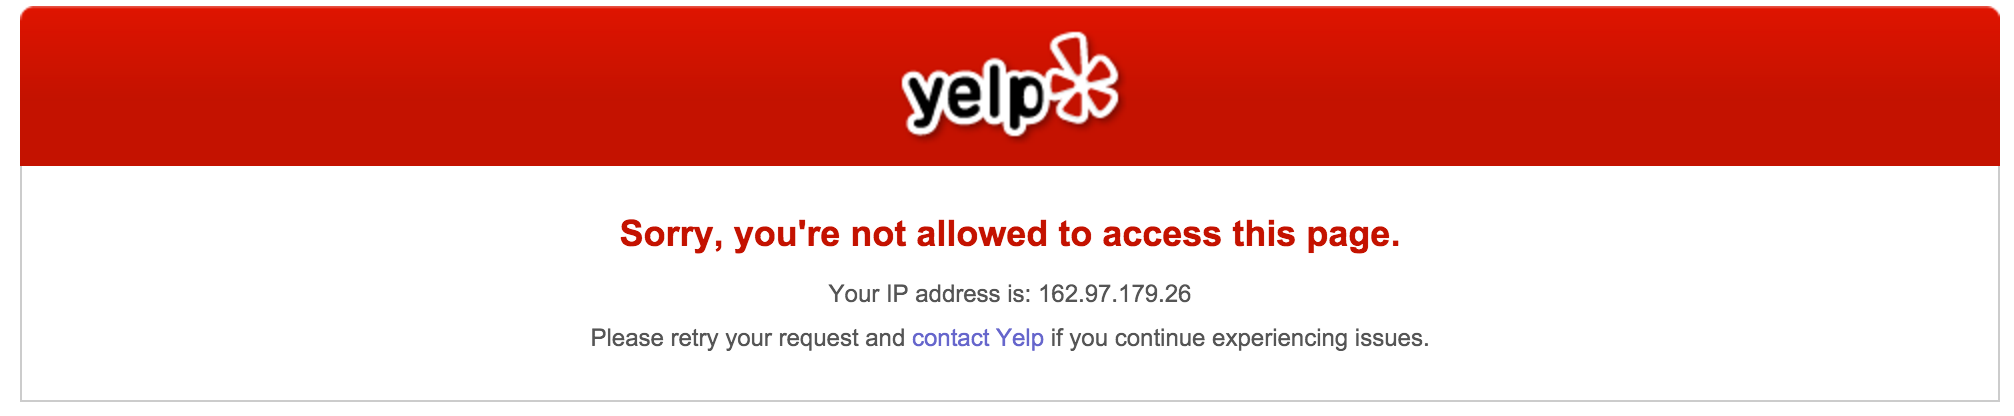 yelp
Sorry, you're not allowed to access this page.
Your IP address is: 162.97.179.26
Please retry your request and contact Yelp if you continue experiencing issues.